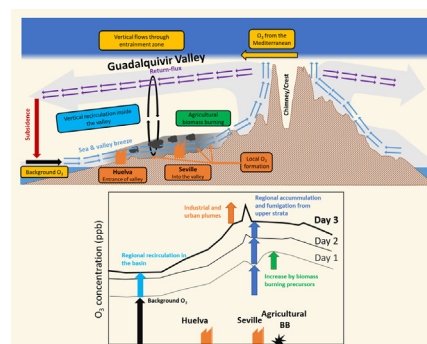 Vertical flows through
entrainment zone
O₃ from the
Mediterranean
Guadalquivir Valley
Return-flux
Chimney/Crest
Subsidence
Vertical recirculation inside
the valley
Agricultural
biomass burning
Sea & valley breeze
Local O₃
formation
Background O₃
Huelva
Entrance of valley
Seville
Into the valley
O₃ concentration (ppb)
Industrial and
urban plumes
Regional accumulation
and fumigation from
upper strata
Day 3
Day 2
Day 1
Regional recirculation in
the basin
Increase by biomass
burning precursors
Background O₃
Huelva
Seville
Agricultural
BB